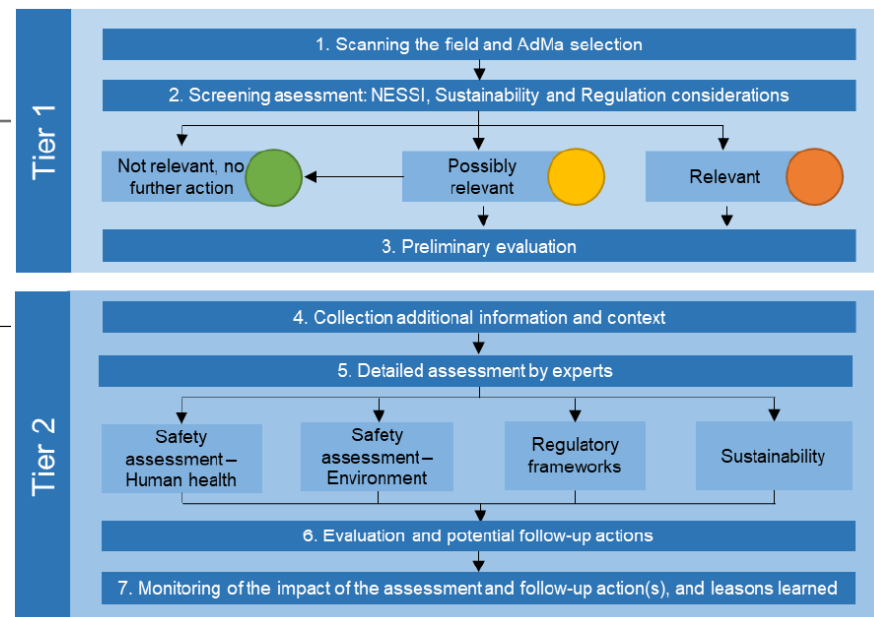 Tier 1
1. Scanning the field and AdMa selection
2. Screening asessment: NESSI, Sustainability and Regulation considerations
Not relevant, no
further action
Possibly
relevant
Relevant
3. Preliminary evaluation
Tier 2
4. Collection additional information and context
5. Detailed assessment by experts
Safety
assessment –
Human health
Safety
assessment –
Environment
Regulatory
frameworks
Sustainability
6. Evaluation and potential follow-up actions
7. Monitoring of the impact of the assessment and follow-up action(s), and leasons learned